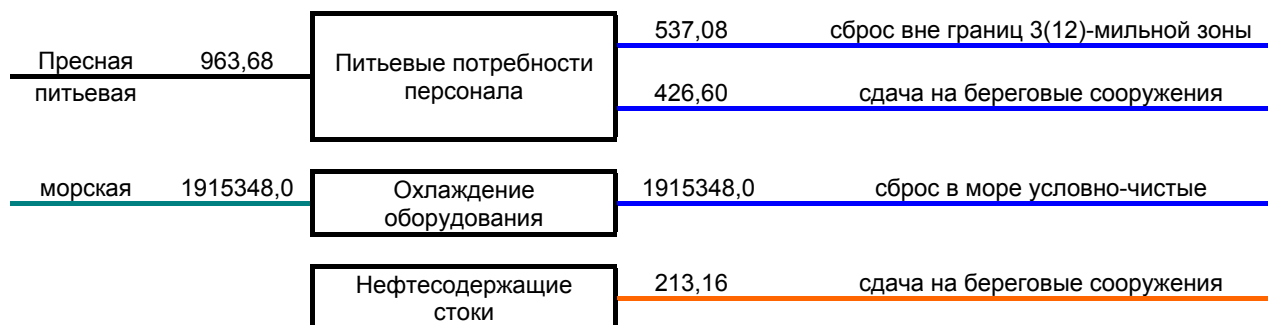 537,08 сброс вне границ 3(12)-мильной зоны
Пресная 963,68
питьевая
Питьевые потребности
персонала
426,60 сдача на береговые сооружения
морская 1915348,0
Охлаждение
оборудования
1915348,0 сброс в море условно-чистые
Нефтесодержащие
стоки
213,16 сдача на береговые сооружения